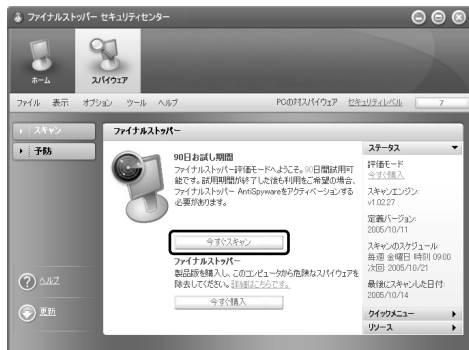 ファイナルストッパー セキュリティセンター
ホーム
スパイウェア
ファイル 表示 オプション ツール ヘルプ
PCの対スパイウェア セキュリティレベル 7
スキャン
予防
ヘルプ
更新
ファイナルストッパー
90日お試し期間
ファイナルストッパー評価モードへようこそ。90日間試用可
能です。試用期間が終了した後も利用をご希望の場合、
ファイナルストッパー AntiSpywareをアクティベーションする
必要があります。
今すぐスキャン
ファイナルストッパー
製品版を購入し、このコンピュータから危険なスパイウェアを
除去してください。詳細はこちらです。
今すぐ購入
ステータス
評価モード
今すぐ購入
スキャンエンジン:
v1.02.27
定義バージョン:
2005/10/11
スキャンのスケジュール
毎週 金曜日 時刻 09:00
次回: 2005/10/21
最後にスキャンした日付:
2005/10/14
クイックメニュー
リソース